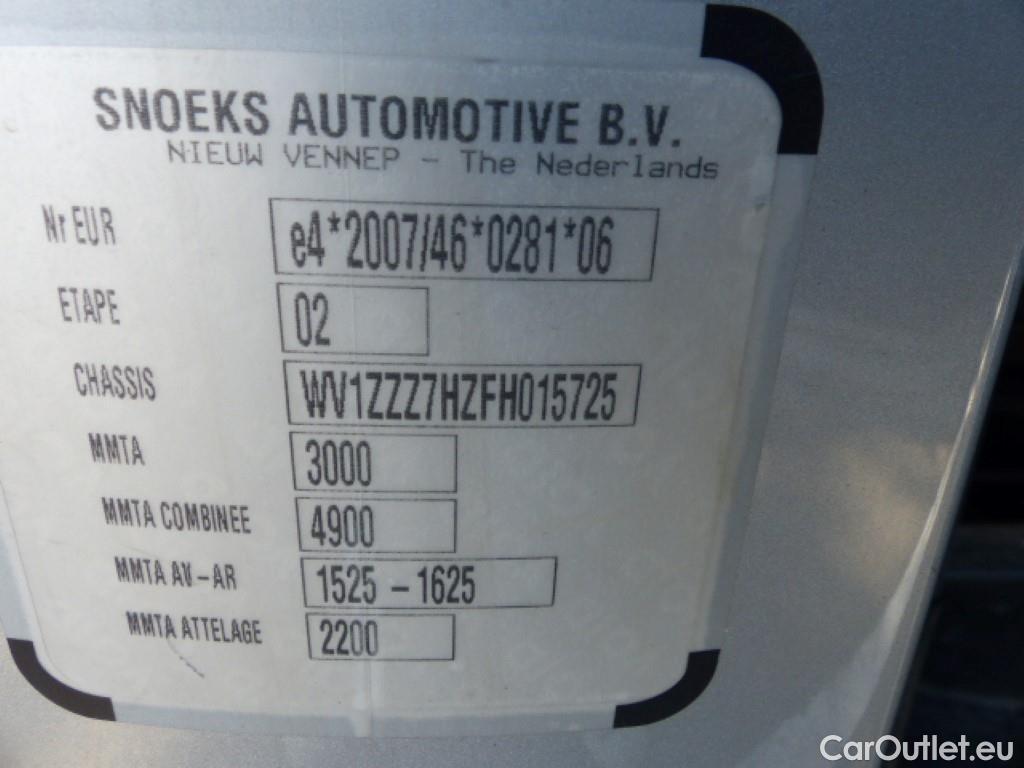 SNOEKS AUTOMOTIVE B.V.
NIEUW VENNEP - The Nederlands
Nr EUR e4*2007/46*0281*06
ETAPE 02
CHASSIS WV1ZZZ7HZFH015725
MMTA 3000
MMTA COMBINEE 4900
MMTA AV-AR 1525 - 1625
MMTA ATTELAGE 2200
CarOutlet.eu